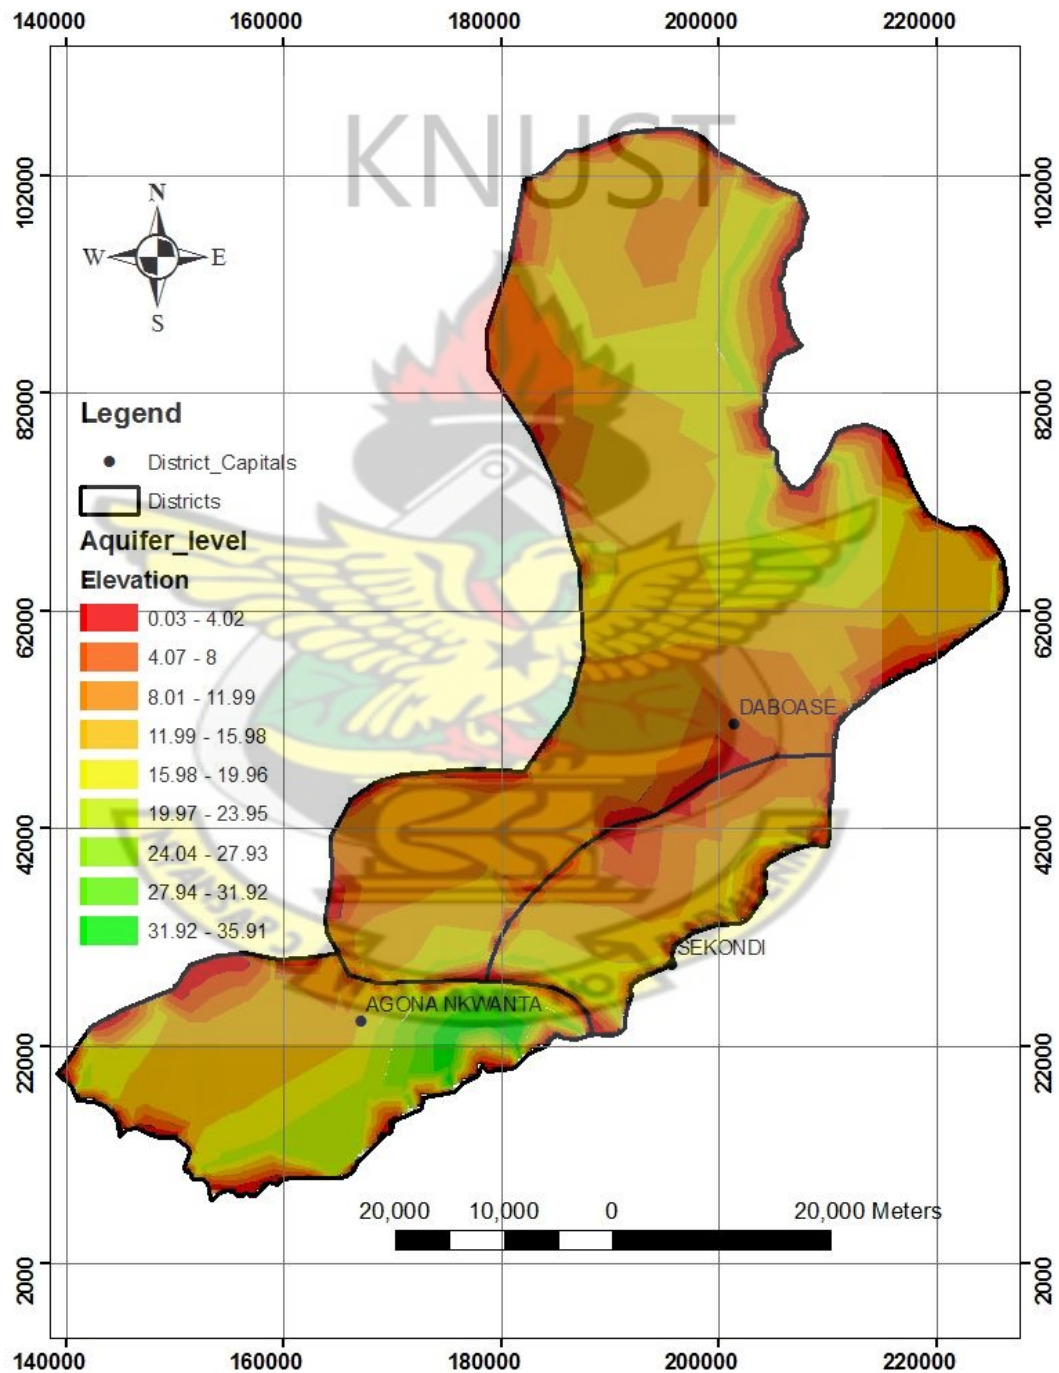 140000 160000 180000 200000 220000
KNUST
102000 102000
N
W E
S
82000 82000
Legend
District_Capitals
Districts
Aquifer_level
Elevation
0.03 - 4.02
4.07 - 8
8.01 - 11.99
11.99 - 15.98
15.98 - 19.96
19.97 - 23.95
24.04 - 27.93
27.94 - 31.92
31.92 - 35.91
62000 62000
DABOASE
42000 42000
SEKONDI
AGONA NKWANTA
22000 22000
20,000 10,000 0 20,000 Meters
2000 2000
140000 160000 180000 200000 220000